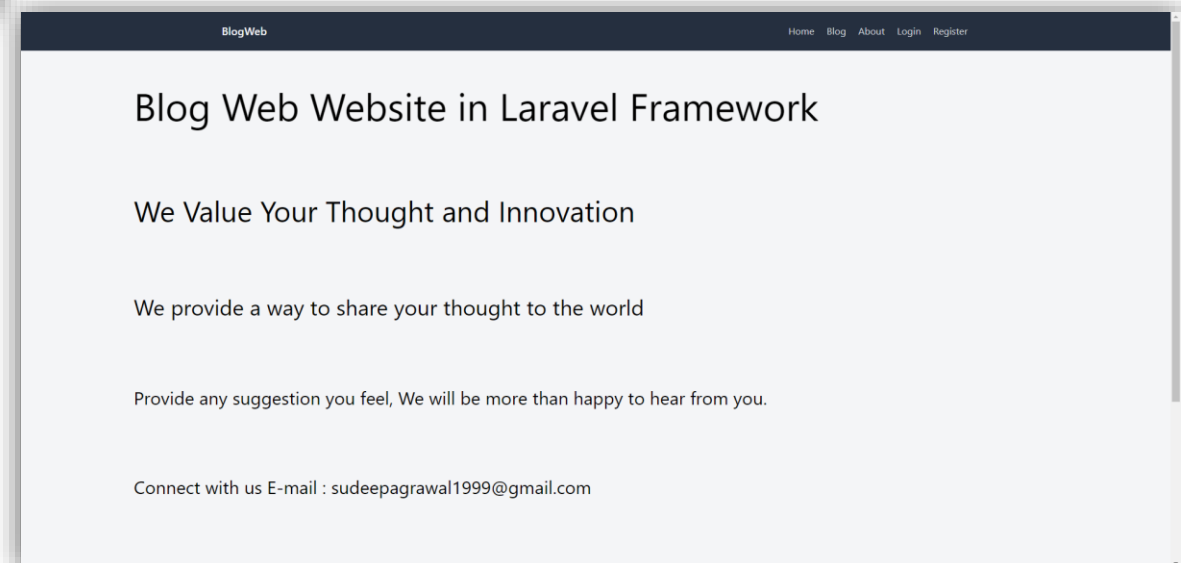 BlogWeb Home Blog About Login Register
Blog Web Website in Laravel Framework
We Value Your Thought and Innovation
We provide a way to share your thought to the world
Provide any suggestion you feel, We will be more than happy to hear from you.
Connect with us E-mail : sudeepagrawal1999@gmail.com